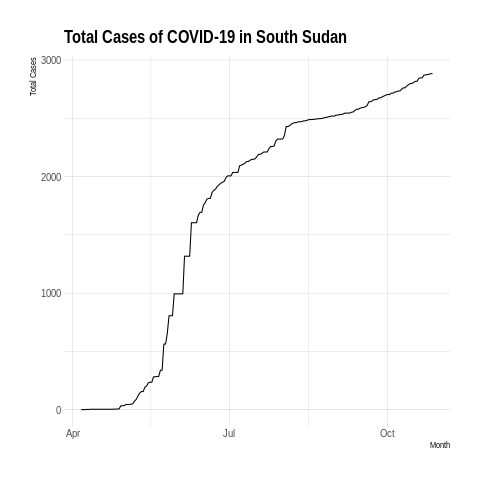 Total Cases of COVID-19 in South Sudan
Total Cases
3000
2000
1000
0
Apr
Jul
Oct
Month